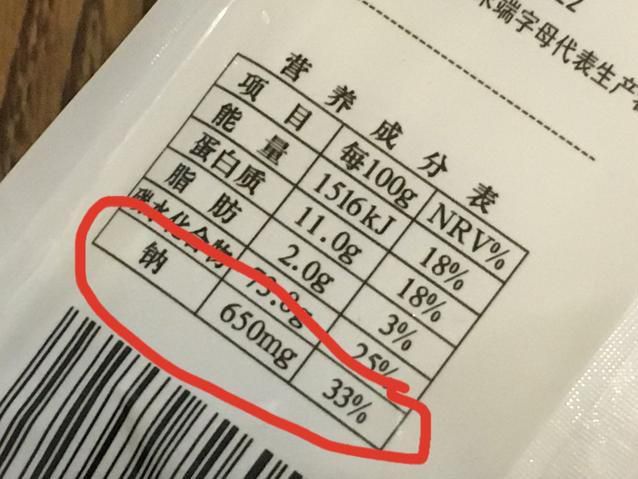 末端字母代表生产
营养成分表
项目 每100g NRV%
能量 1516kJ 18%
蛋白质 11.0g 18%
脂肪 2.0g 3%
碳水化合物 73.8g 25%
钠 650mg 33%